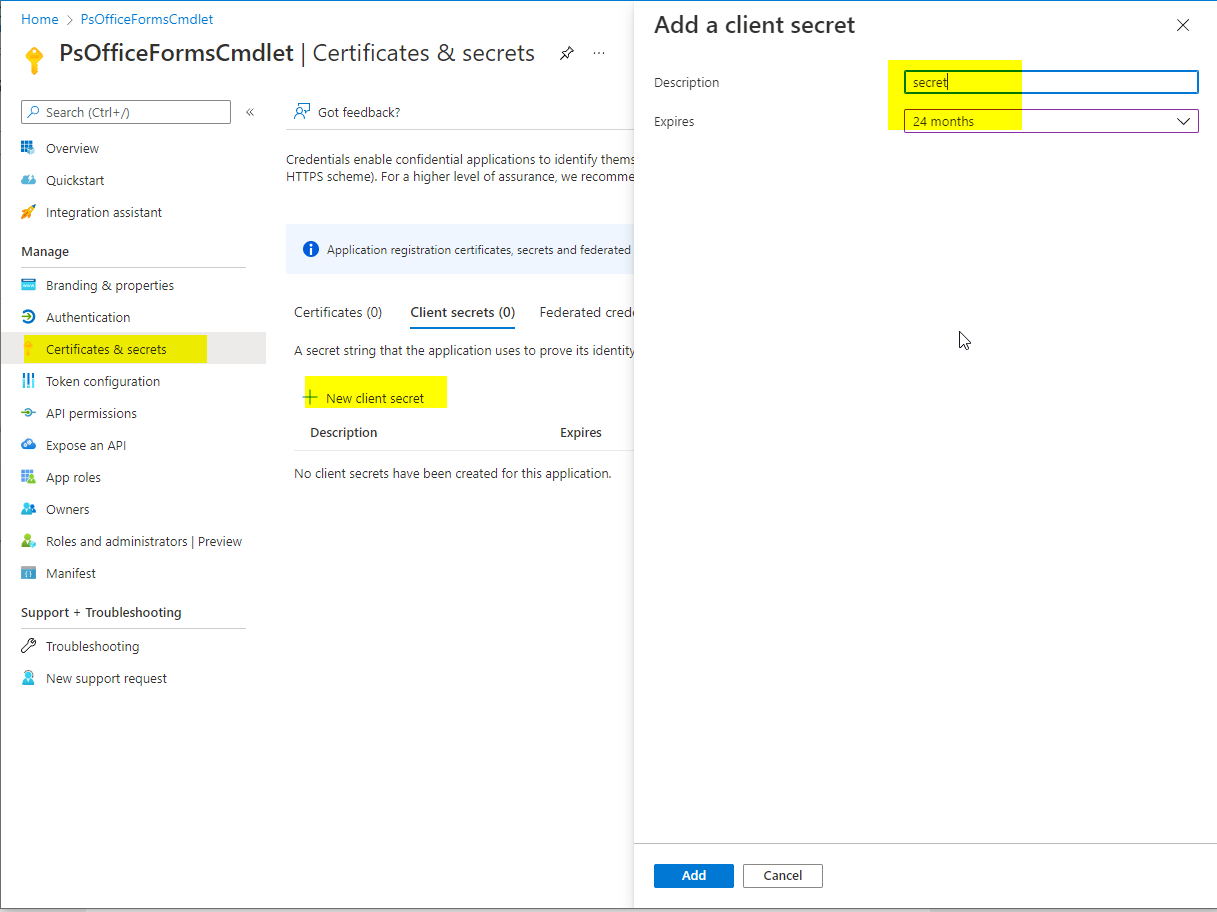 Home > PsOfficeFormsCmdlet
PsOfficeFormsCmdlet | Certificates & secrets
Search (Ctrl+/)
Overview
Quickstart
Integration assistant
Manage
Branding & properties
Authentication
Certificates & secrets
Token configuration
API permissions
Expose an API
App roles
Owners
Roles and administrators | Preview
Manifest
Support + Troubleshooting
Troubleshooting
New support request
Got feedback?
Credentials enable confidential applications to identify thems
HTTPS scheme). For a higher level of assurance, we recomme
Application registration certificates, secrets and federated
Certificates (0) Client secrets (0) Federated crede
A secret string that the application uses to prove its identity
New client secret
Description Expires
No client secrets have been created for this application.
Add a client secret
Description secret
Expires 24 months
Add Cancel